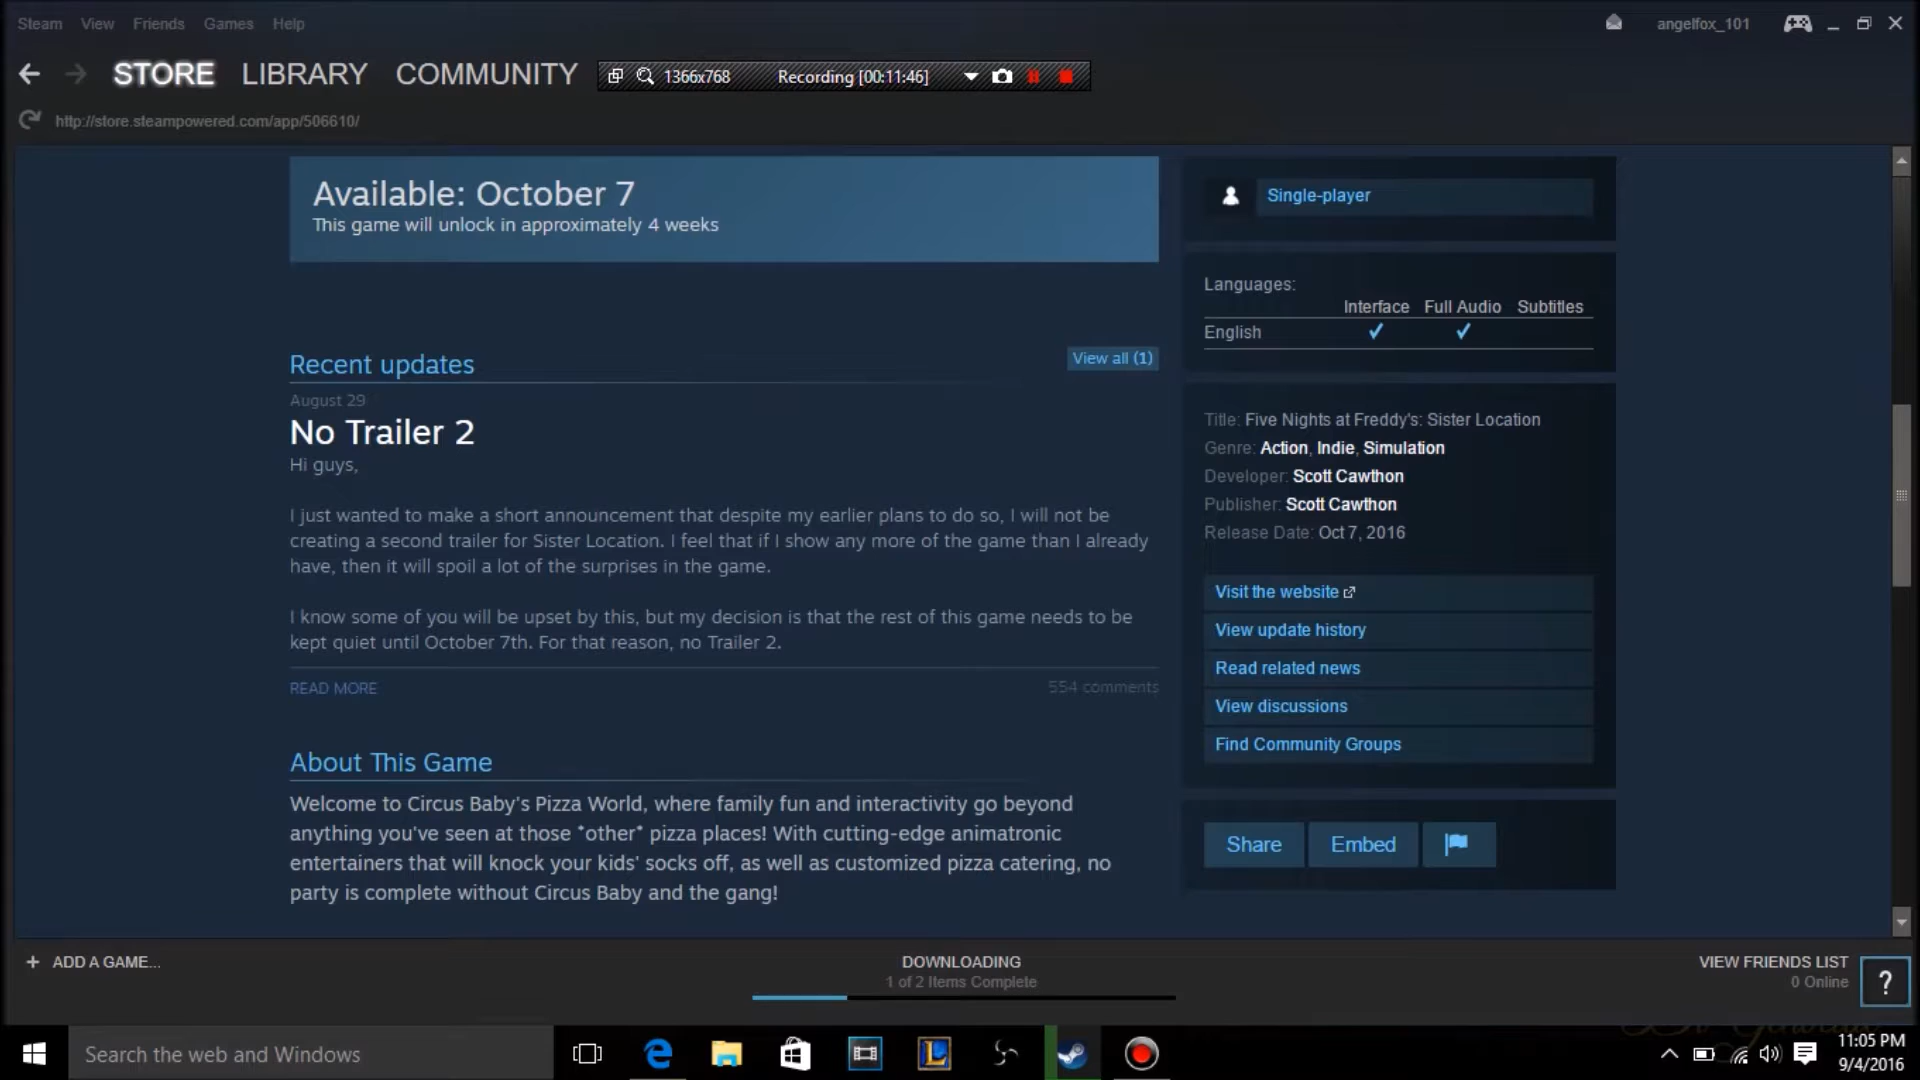 Steam View Friends Games Help
angelfox_101
STORE LIBRARY COMMUNITY
1366x768 Recording [00:11:46]
http://store.steampowered.com/app/506610/
Available: October 7
This game will unlock in approximately 4 weeks
Recent updates
View all (1)
August 29
No Trailer 2
Hi guys,
I just wanted to make a short announcement that despite my earlier plans to do so, I will not be
creating a second trailer for Sister Location. I feel that if I show any more of the game than I already
have, then it will spoil a lot of the surprises in the game.
I know some of you will be upset by this, but my decision is that the rest of this game needs to be
kept quiet until October 7th. For that reason, no Trailer 2.
READ MORE
554 comments
About This Game
Welcome to Circus Baby's Pizza World, where family fun and interactivity go beyond
anything you've seen at those *other* pizza places! With cutting-edge animatronic
entertainers that will knock your kids' socks off, as well as customized pizza catering, no
party is complete without Circus Baby and the gang!
Single-player
Languages:
Interface Full Audio Subtitles
English
Title: Five Nights at Freddy's: Sister Location
Genre: Action, Indie, Simulation
Developer: Scott Cawthon
Publisher: Scott Cawthon
Release Date: Oct 7, 2016
Visit the website
View update history
Read related news
View discussions
Find Community Groups
Share Embed
+ ADD A GAME...
DOWNLOADING
1 of 2 Items Complete
VIEW FRIENDS LIST
0 Online
?
Search the web and Windows
11:05 PM
9/4/2016